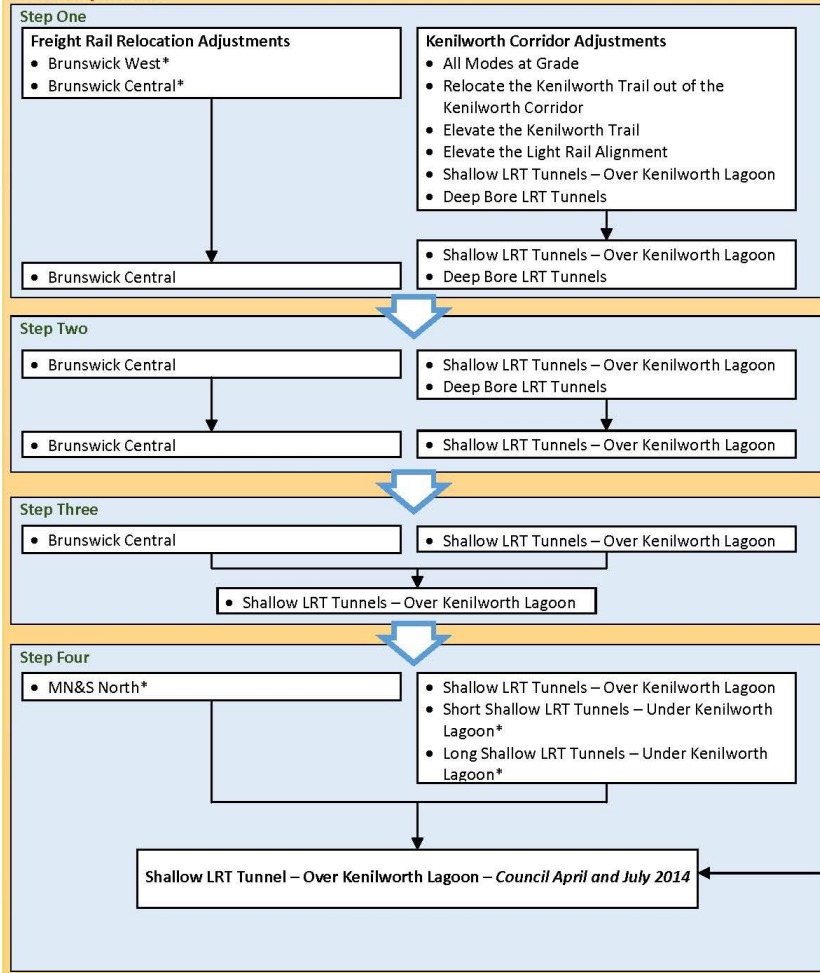 Step One
Freight Rail Relocation Adjustments
• Brunswick West*
• Brunswick Central*
Kenilworth Corridor Adjustments
• All Modes at Grade
• Relocate the Kenilworth Trail out of the
Kenilworth Corridor
• Elevate the Kenilworth Trail
• Elevate the Light Rail Alignment
• Shallow LRT Tunnels – Over Kenilworth Lagoon
• Deep Bore LRT Tunnels
• Brunswick Central
• Shallow LRT Tunnels – Over Kenilworth Lagoon
• Deep Bore LRT Tunnels
Step Two
• Brunswick Central
• Shallow LRT Tunnels – Over Kenilworth Lagoon
• Deep Bore LRT Tunnels
• Brunswick Central
• Shallow LRT Tunnels – Over Kenilworth Lagoon
Step Three
• Brunswick Central
• Shallow LRT Tunnels – Over Kenilworth Lagoon
• Shallow LRT Tunnels – Over Kenilworth Lagoon
Step Four
• MN&S North*
• Shallow LRT Tunnels – Over Kenilworth Lagoon
• Short Shallow LRT Tunnels – Under Kenilworth
Lagoon*
• Long Shallow LRT Tunnels – Under Kenilworth
Lagoon*
Shallow LRT Tunnel – Over Kenilworth Lagoon – Council April and July 2014